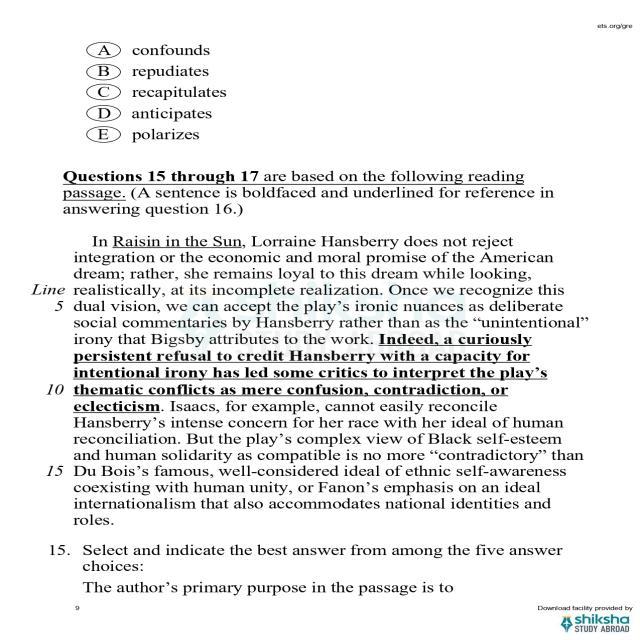 ets.org/gre
A confounds
B repudiates
C recapitulates
D anticipates
E polarizes
Questions 15 through 17 are based on the following reading
passage. (A sentence is boldfaced and underlined for reference in
answering question 16.)
In Raisin in the Sun, Lorraine Hansberry does not reject
integration or the economic and moral promise of the American
dream; rather, she remains loyal to this dream while looking,
Line realistically, at its incomplete realization. Once we recognize this
5 dual vision, we can accept the play's ironic nuances as deliberate
social commentaries by Hansberry rather than as the “unintentional”
irony that Bigsby attributes to the work. Indeed, a curiously
persistent refusal to credit Hansberry with a capacity for
intentional irony has led some critics to interpret the play's
10 thematic conflicts as mere confusion, contradiction, or
eclecticism. Isaacs, for example, cannot easily reconcile
Hansberry's intense concern for her race with her ideal of human
reconciliation. But the play's complex view of Black self-esteem
and human solidarity as compatible is no more “contradictory” than
15 Du Bois's famous, well-considered ideal of ethnic self-awareness
coexisting with human unity, or Fanon's emphasis on an ideal
internationalism that also accommodates national identities and
roles.
15. Select and indicate the best answer from among the five answer
choices:
The author's primary purpose in the passage is to
9
Download facility provided by
shiksha
STUDY ABROAD